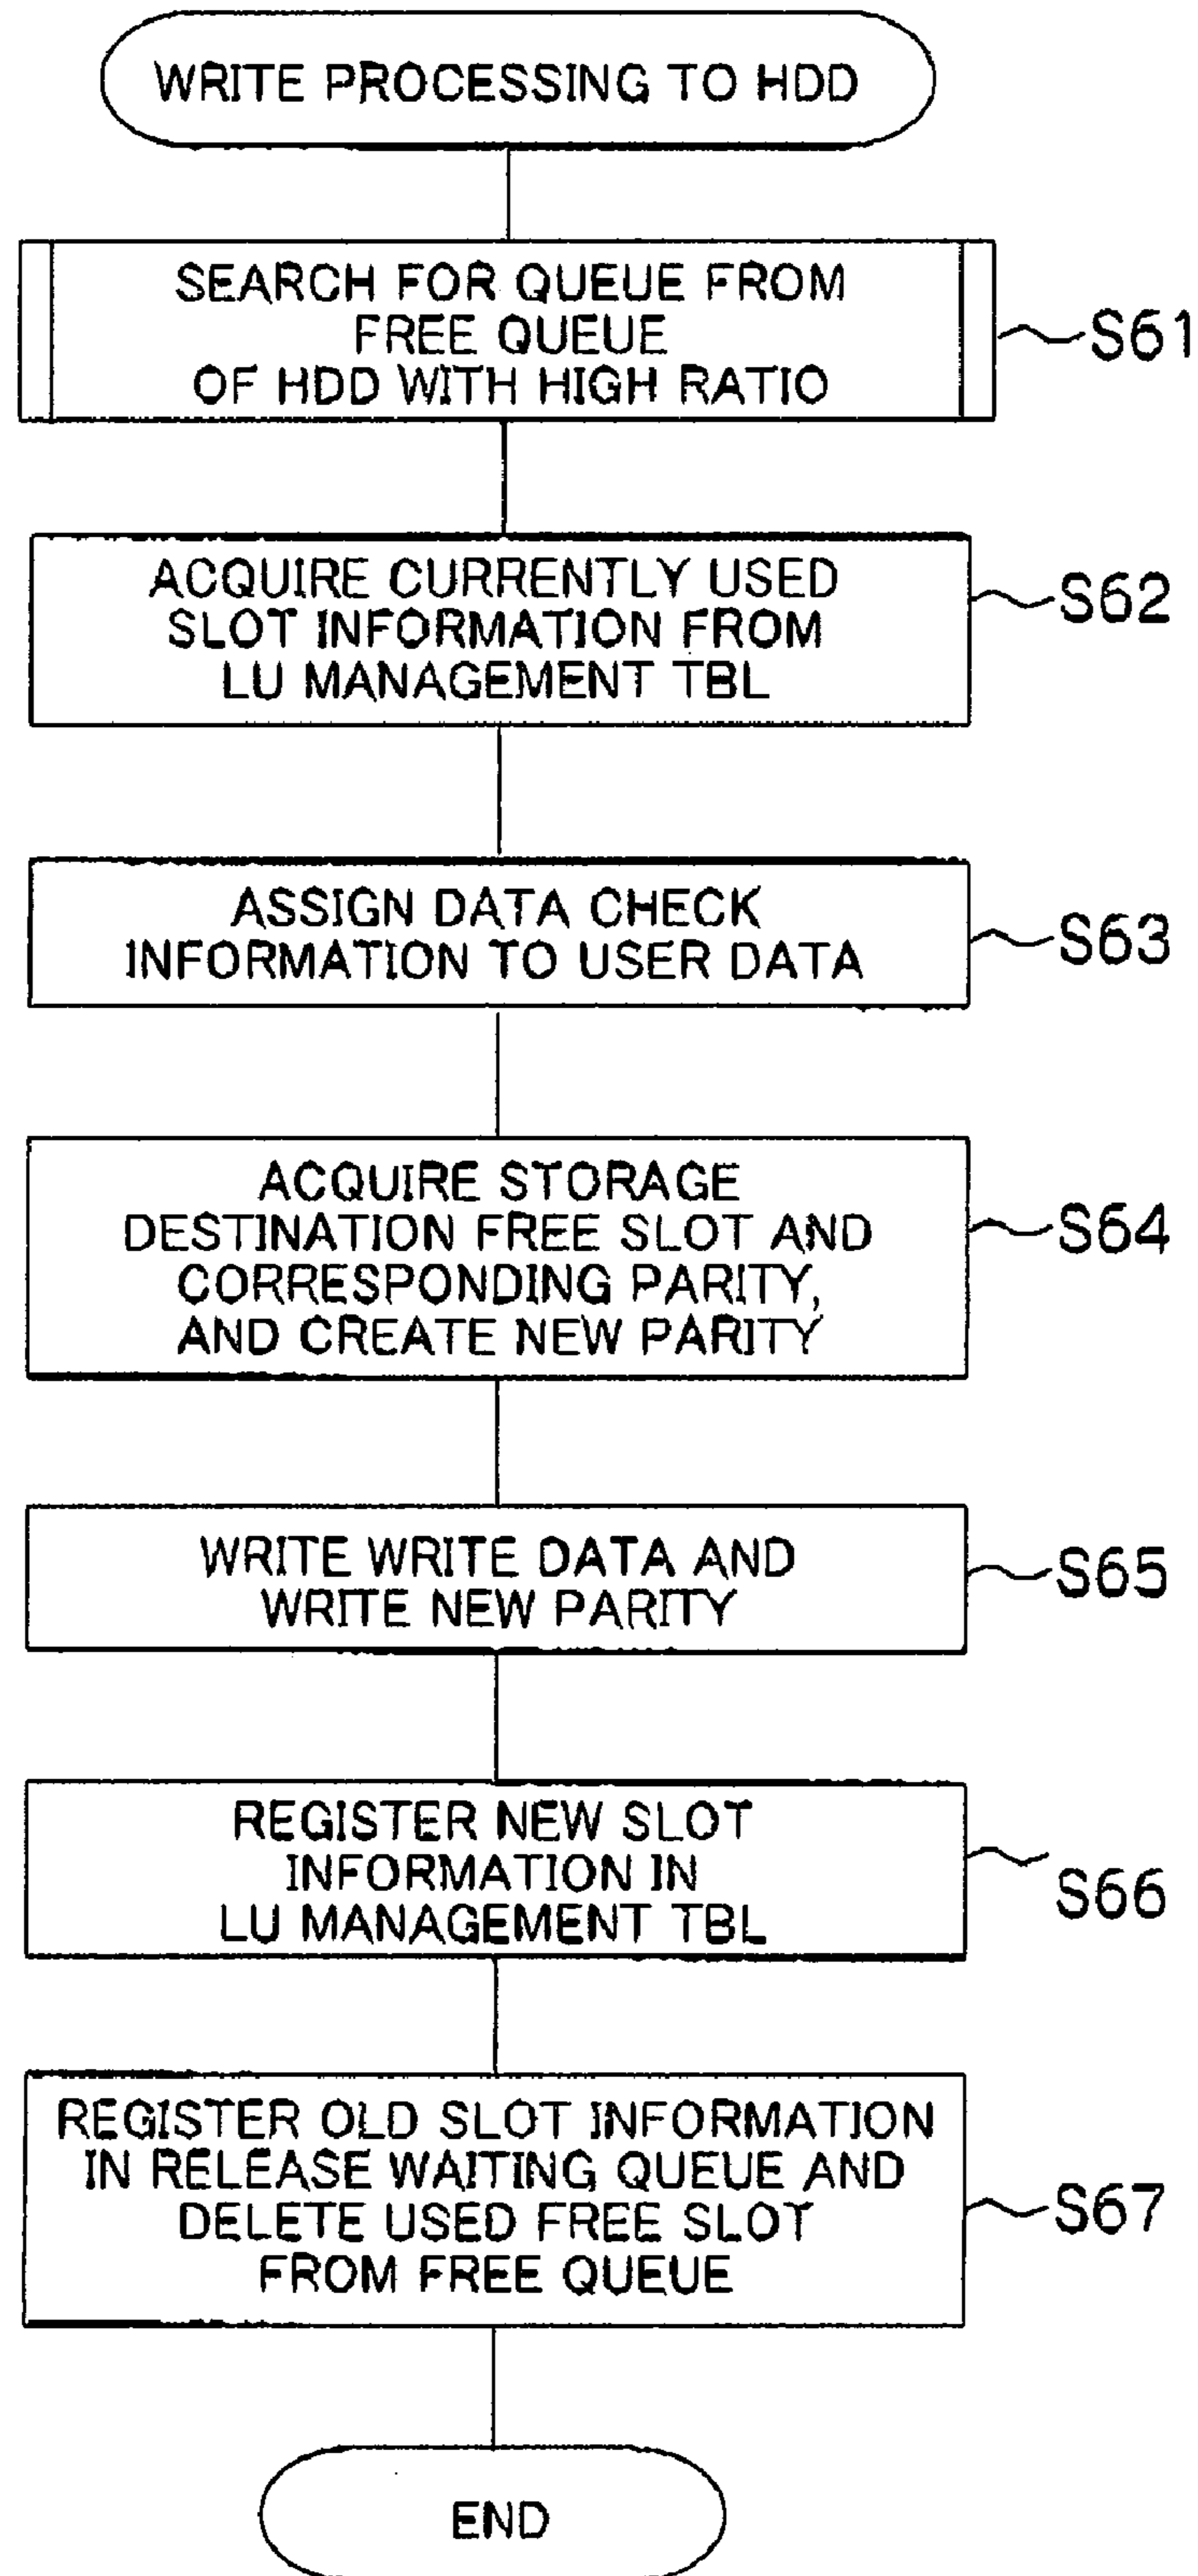 WRITE PROCESSING TO HDD
SEARCH FOR QUEUE FROM
FREE QUEUE
OF HDD WITH HIGH RATIO
S61
ACQUIRE CURRENTLY USED
SLOT INFORMATION FROM
LU MANAGEMENT TBL
S62
ASSIGN DATA CHECK
INFORMATION TO USER DATA
S63
ACQUIRE STORAGE
DESTINATION FREE SLOT AND
CORRESPONDING PARITY,
AND CREATE NEW PARITY
S64
WRITE WRITE DATA AND
WRITE NEW PARITY
S65
REGISTER NEW SLOT
INFORMATION IN
LU MANAGEMENT TBL
S66
REGISTER OLD SLOT INFORMATION
IN RELEASE WAITING QUEUE AND
DELETE USED FREE SLOT
FROM FREE QUEUE
S67
END